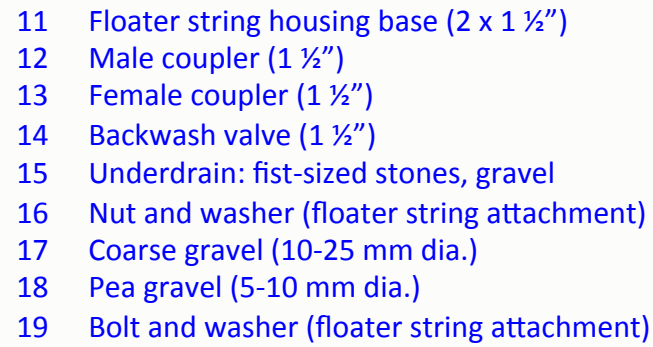 11 Floater string housing base (2 x 1 ½”)
12 Male coupler (1 ½”)
13 Female coupler (1 ½”)
14 Backwash valve (1 ½”)
15 Underdrain: fist-sized stones, gravel
16 Nut and washer (floater string attachment)
17 Coarse gravel (10-25 mm dia.)
18 Pea gravel (5-10 mm dia.)
19 Bolt and washer (floater string attachment)